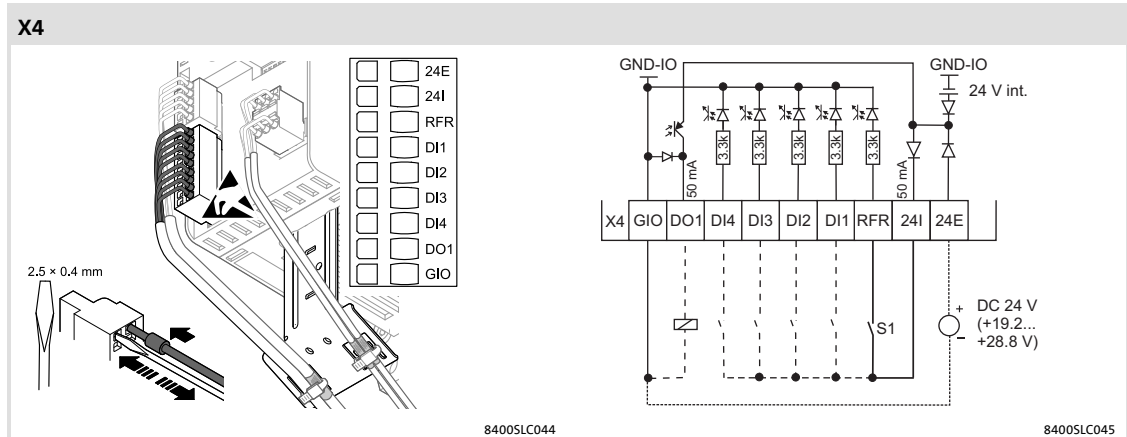 X4
24E
24I
RFR
DI1
DI2
DI3
DI4
DO1
GIO
2.5 × 0.4 mm
8400SLC044
GND-IO
GND-IO
24 V int.
3.3k
3.3k
3.3k
3.3k
3.3k
50 mA
50 mA
X4 GIO DO1 DI4 DI3 DI2 DI1 RFR 24I 24E
S1
+ DC 24 V
(+19.2...
– +28.8 V)
8400SLC045